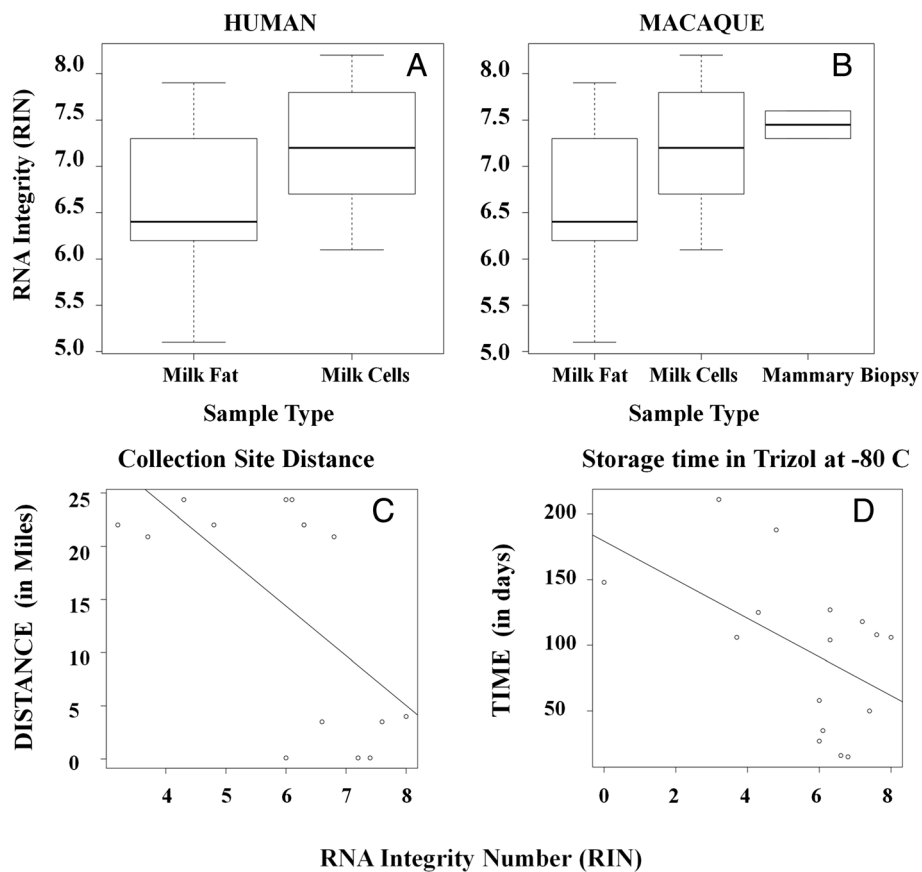 HUMAN
A
8.0
7.5
7.0
6.5
6.0
5.5
5.0
RNA Integrity (RIN)
Milk Fat Milk Cells
Sample Type
MACAQUE
B
8.0
7.5
7.0
6.5
6.0
5.5
5.0
Milk Fat Milk Cells Mammary Biopsy
Sample Type
Collection Site Distance
C
25
20
15
10
5
0
DISTANCE (in Miles)
4 5 6 7 8
Storage time in Trizol at -80 C
D
200
150
100
50
TIME (in days)
0 2 4 6 8
RNA Integrity Number (RIN)